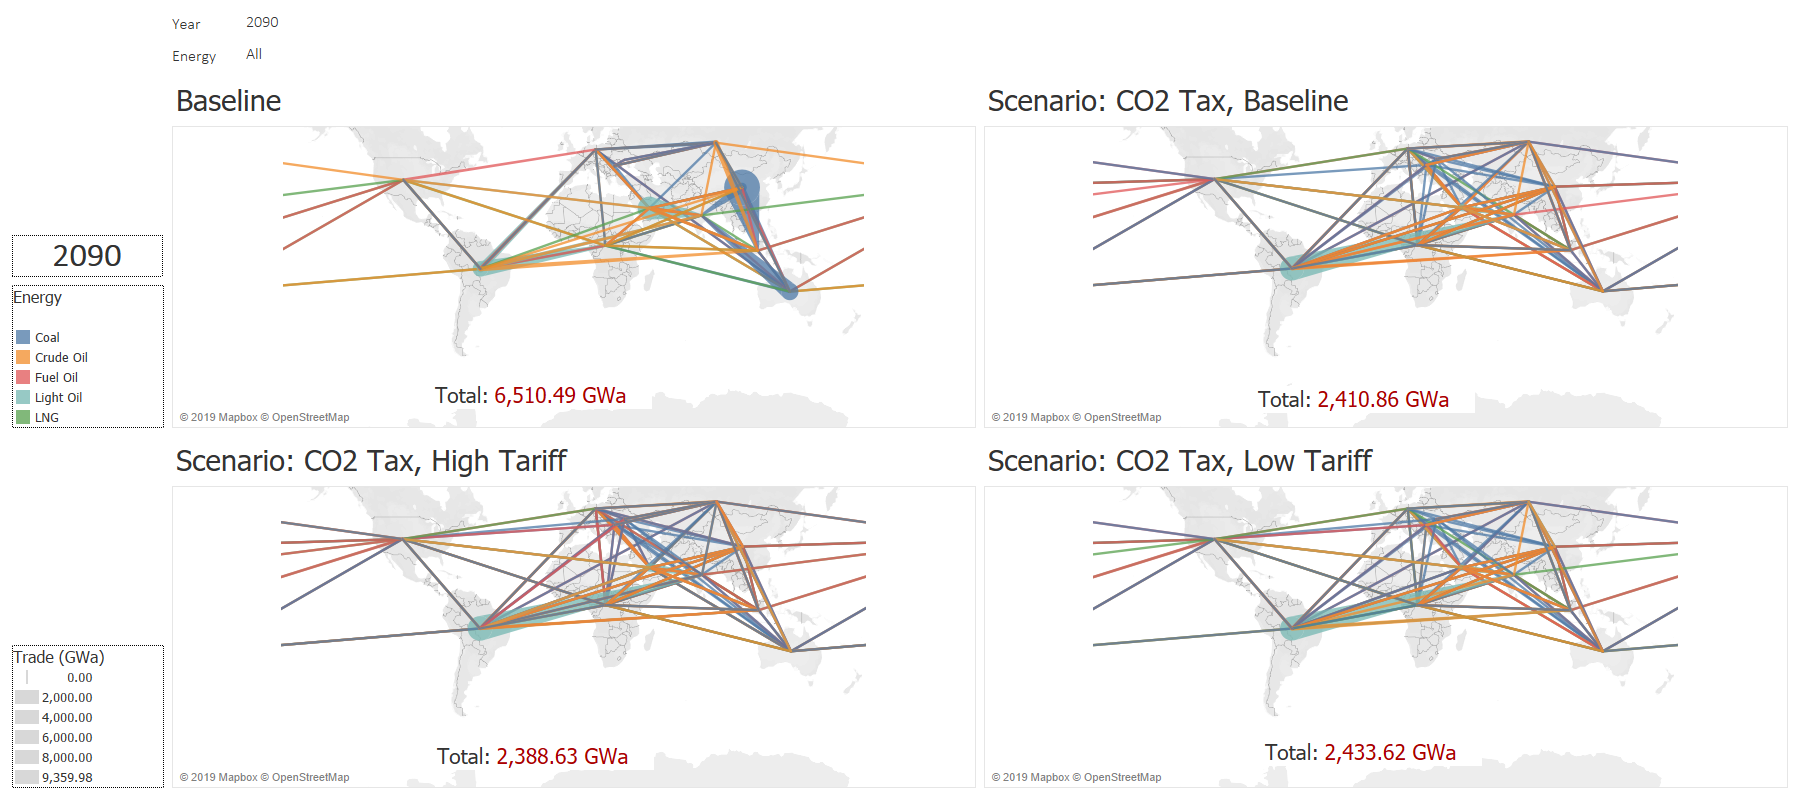 Year 2090
Energy All
Baseline
Scenario: CO2 Tax, Baseline
2090
Energy
Coal
Crude Oil
Fuel Oil
Light Oil
LNG
Total: 6,510.49 GWa
© 2019 Mapbox © OpenStreetMap
Total: 2,410.86 GWa
© 2019 Mapbox © OpenStreetMap
Scenario: CO2 Tax, High Tariff
Scenario: CO2 Tax, Low Tariff
Trade (GWa)
0.00
2,000.00
4,000.00
6,000.00
8,000.00
9,359.98
Total: 2,388.63 GWa
© 2019 Mapbox © OpenStreetMap
Total: 2,433.62 GWa
© 2019 Mapbox © OpenStreetMap